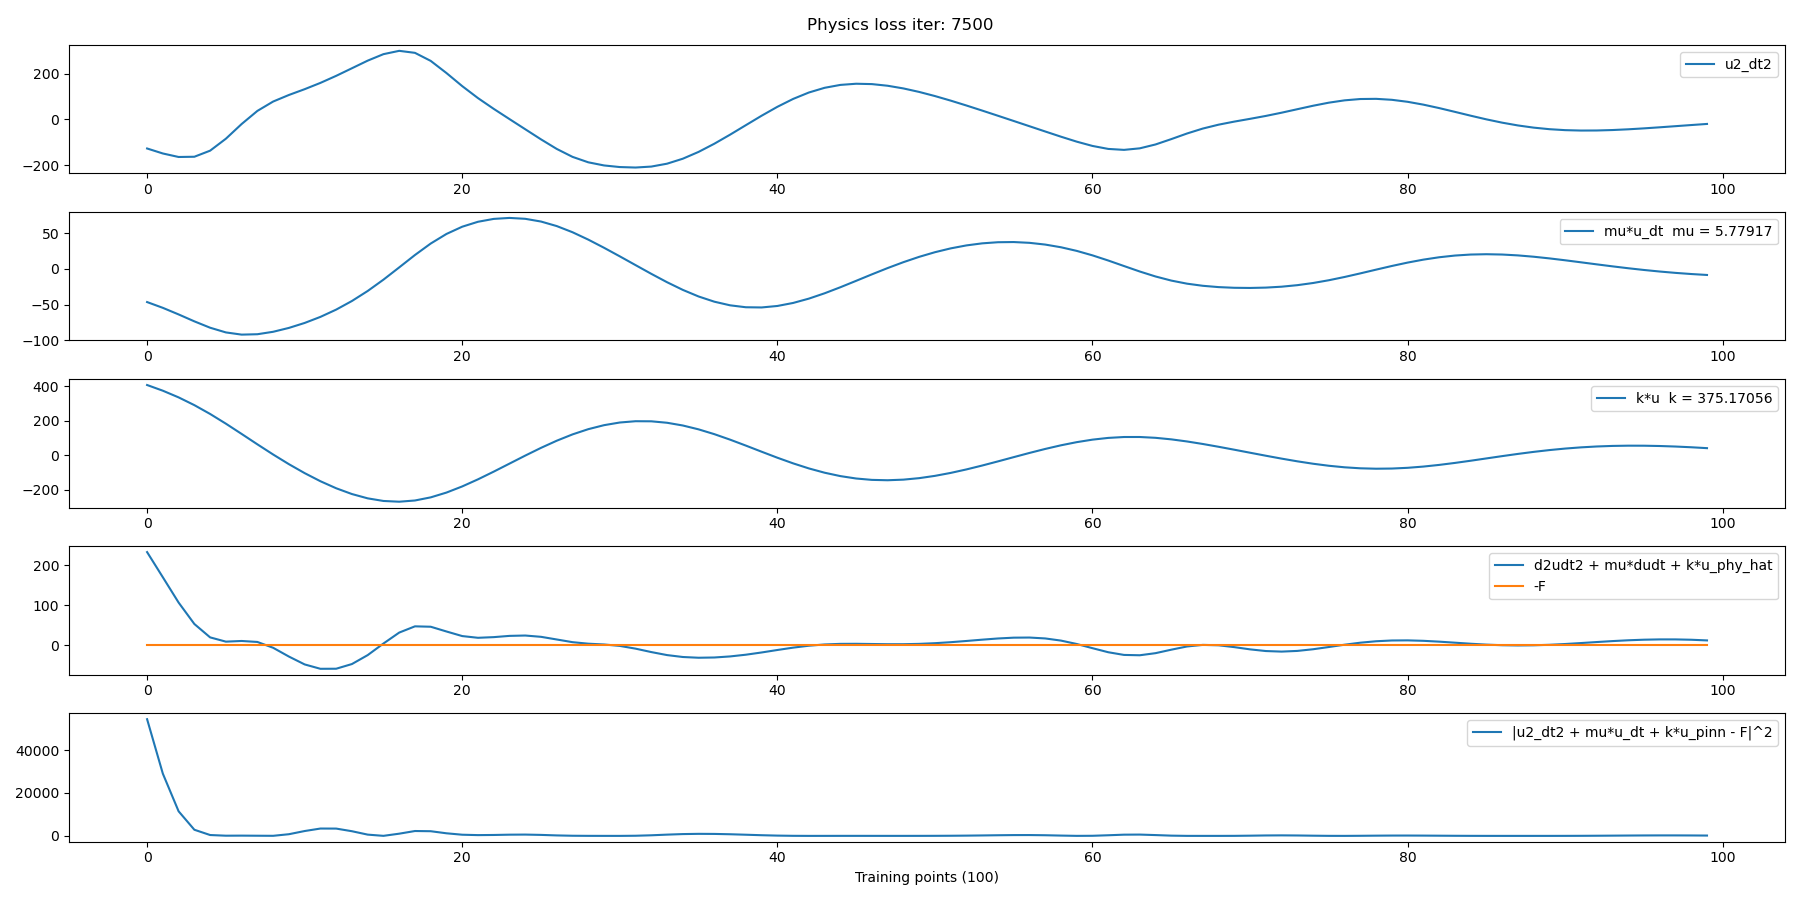 Physics loss iter: 7500
u2_dt2
200
0
−200
0 20 40 60 80 100
mu*u_dt  mu = 5.77917
50
0
−50
−100
0 20 40 60 80 100
k*u  k = 375.17056
400
200
0
−200
0 20 40 60 80 100
d2udt2 + mu*dudt + k*u_phy_hat
-F
200
100
0
0 20 40 60 80 100
|u2_dt2 + mu*u_dt + k*u_pinn - F|^2
40000
20000
0
0 20 40 60 80 100
Training points (100)